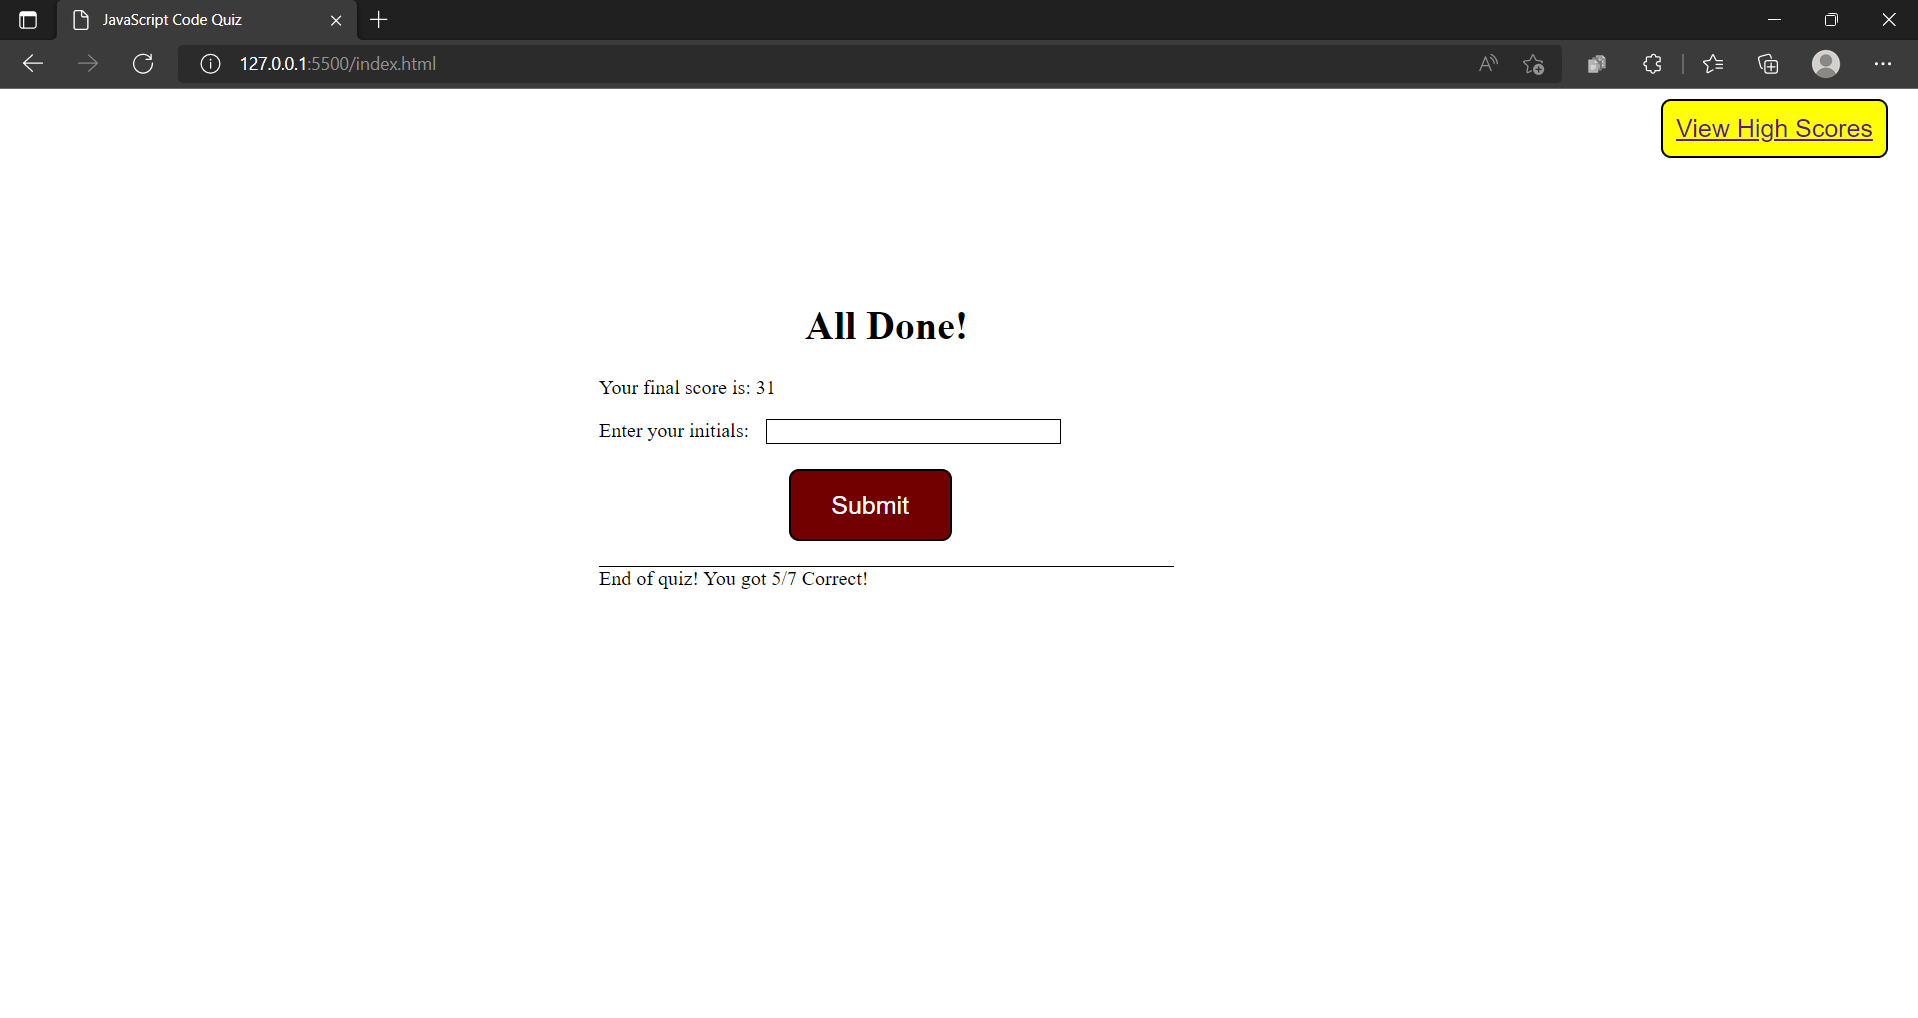 JavaScript Code Quiz
127.0.0.1:5500/index.html
View High Scores
All Done!
Your final score is: 31
Enter your initials:
Submit
End of quiz! You got 5/7 Correct!